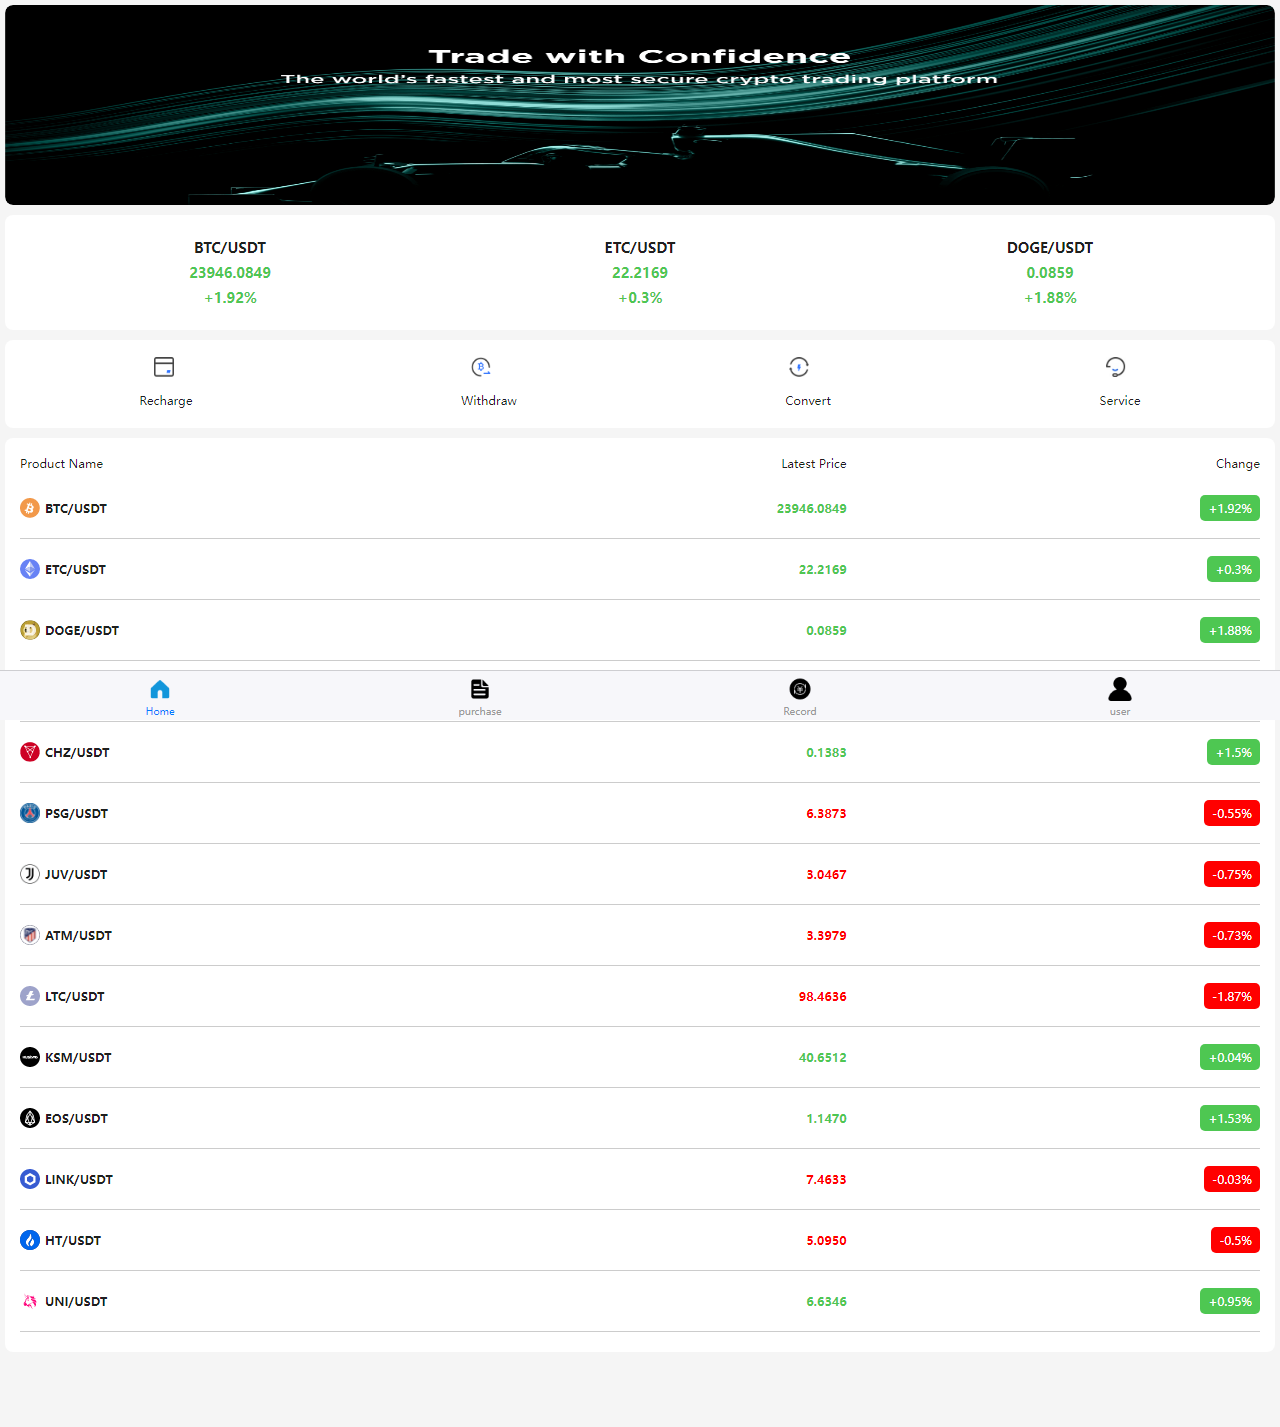 Trade with Confidence
The world's fastest and most secure crypto trading platform
BTC/USDT ETC/USDT DOGE/USDT
23946.0849 22.2169 0.0859
+1.92% +0.3% +1.88%
Recharge Withdraw Convert Service
Product Name Latest Price Change
BTC/USDT 23946.0849 +1.92%
ETC/USDT 22.2169 +0.3%
DOGE/USDT 0.0859 +1.88%
Home purchase Record user
CHZ/USDT 0.1383 +1.5%
PSG/USDT 6.3873 -0.55%
JUV/USDT 3.0467 -0.75%
ATM/USDT 3.3979 -0.73%
LTC/USDT 98.4636 -1.87%
KSM/USDT 40.6512 +0.04%
EOS/USDT 1.1470 +1.53%
LINK/USDT 7.4633 -0.03%
HT/USDT 5.0950 -0.5%
UNI/USDT 6.6346 +0.95%